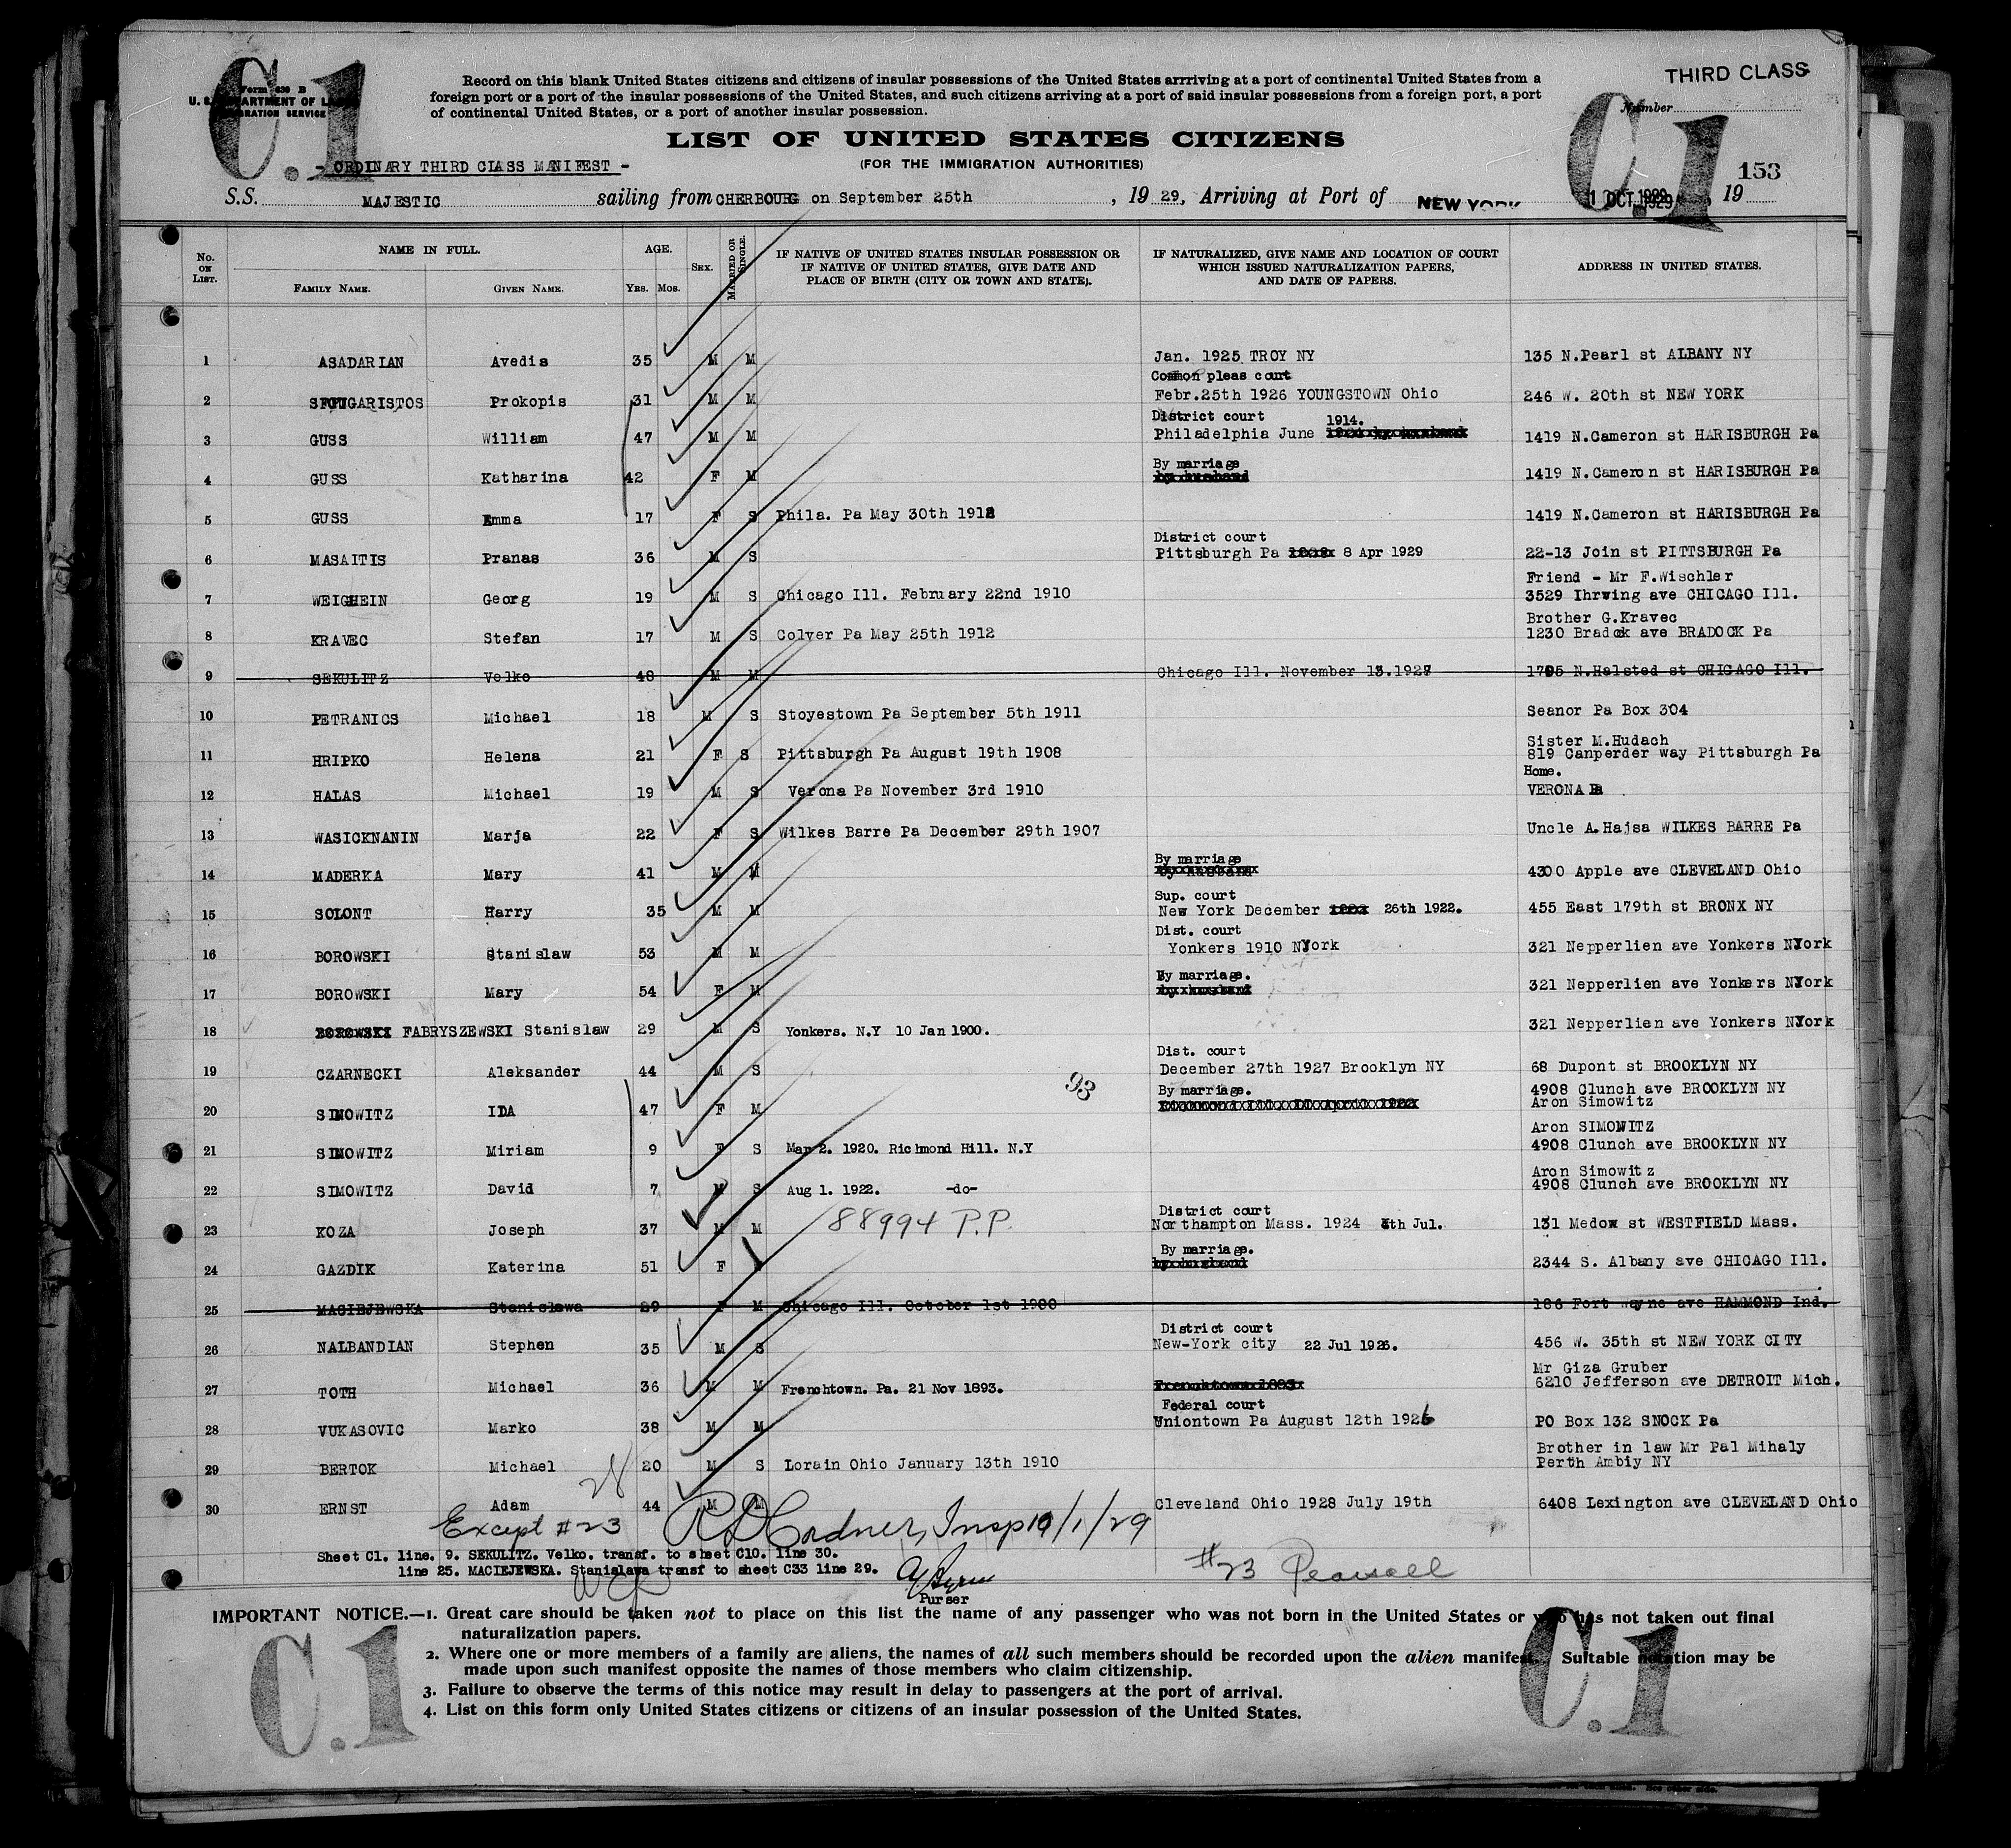 C.1
Form 630 B
U. S. DEPARTMENT OF LABOR
IMMIGRATION SERVICE
THIRD CLASS
Number
C 1
153
Record on this blank United States citizens and citizens of insular possessions of the United States arrriving at a port of continental United States from a
foreign port or a port of the insular possessions of the United States, and such citizens arriving at a port of said insular possessions from a foreign port, a port
of continental United States, or a port of another insular possession.
LIST OF UNITED STATES CITIZENS
(FOR THE IMMIGRATION AUTHORITIES)
- ORDINARY THIRD CLASS MANIFEST -
S.S. MAJESTIC sailing from CHERBOURG on September 25th , 19 29, Arriving at Port of NEW YORK 1 OCT 1929 19
No. ON LIST. NAME IN FULL. FAMILY NAME. GIVEN NAME. AGE. YRS. MOS. SEX. MARRIED OR SINGLE. IF NATIVE OF UNITED STATES INSULAR POSSESSION OR IF NATIVE OF UNITED STATES, GIVE DATE AND PLACE OF BIRTH (CITY OR TOWN AND STATE). IF NATURALIZED, GIVE NAME AND LOCATION OF COURT WHICH ISSUED NATURALIZATION PAPERS, AND DATE OF PAPERS. ADDRESS IN UNITED STATES.
1 ASADARIAN Avedis 35 M M Jan. 1925 TROY NY 135 N.Pearl st ALBANY NY
Common pleas court
2 Prokopis 31 M M Febr.25th 1926 YOUNGSTOWN Ohio 246 W. 20th st NEW YORK
District court
3 GUSS William 47 M M Philadelphia June 1914. 1419 N.Cameron st HARISBURGH Pa
By marriage
4 GUSS Katharina 42 F M by husband 1419 N.Cameron st HARISBURGH Pa
5 GUSS Emma 17 F S Phila. Pa May 30th 1912 1419 N.Cameron st HARISBURGH Pa
District court
6 MASAITIS Pranas 36 M S Pittsburgh Pa 8 Apr 1929 22-13 Join st PITTSBURGH Pa
Friend - Mr F.Wischler
7 WEIGHEIN Georg 19 M S Chicago Ill. February 22nd 1910 3529 Ihrwing ave CHICAGO Ill.
Brother G.Kravec
8 KRAVEC Stefan 17 M S Colver Pa May 25th 1912 1230 Bradok ave BRADOCK Pa
9 SEKULITZ Velko 48 M M Chicago Ill. November 13.1927 1795 N.Halsted st CHICAGO Ill.
10 PETRANICS Michael 18 M S Stoyestown Pa September 5th 1911 Seanor Pa Box 304
Sister M.Hudach
11 HRIPKO Helena 21 F S Pittsburgh Pa August 19th 1908 819 Canperder way Pittsburgh Pa
Home.
12 HALAS Michael 19 M S Verona Pa November 3rd 1910 VERONA Pa
13 WASICKNANIN Marja 22 F S Wilkes Barre Pa December 29th 1907 Uncle A.Hajsa WILKES BARRE Pa
By marriage
14 MADERKA Mary 41 M M by husband 4300 Apple ave CLEVELAND Ohio
Sup. court
15 SOLONT Harry 35 M M New York December 26th 1922. 455 East 179th st BRONX NY
Dist. court
16 BOROWSKI Stanislaw 53 M M Yonkers 1910 NYork 321 Nepperlien ave Yonkers NYork
By marriage.
17 BOROWSKI Mary 54 F M by husband 321 Nepperlien ave Yonkers NYork
18 BOROWSKI FABRYSZEWSKI Stanislaw 29 M S Yonkers. N.Y 10 Jan 1900. 321 Nepperlien ave Yonkers NYork
Dist. court
19 CZARNECKI Aleksander 44 M S December 27th 1927 Brooklyn NY 68 Dupont st BROOKLYN NY
93
By marriage. 4908 Clunch ave BROOKLYN NY
20 SIMOWITZ IDA 47 F M Aron Simowitz
Aron SIMOWITZ
21 SIMOWITZ Miriam 9 F S Mar 2. 1920. Richmond Hill. N.Y 4908 Clunch ave BROOKLYN NY
Aron Simowitz
22 SIMOWITZ David 7 M S Aug 1. 1922. -do- 4908 Clunch ave BROOKLYN NY
District court
23 KOZA Joseph 37 M M 88994 P.P. Northampton Mass. 1924 Jul. 131 Medow st WESTFIELD Mass.
By marriage.
24 GAZDIK Katerina 51 F by husband 2344 S. Albany ave CHICAGO Ill.
25 MACIEJEWSKA Stanislawa 29 F M Chicago Ill. October 1st 1900 186 Fort wayne ave HAMMOND Ind.
District court
26 NALBANDIAN Stephen 35 M S New-York city 22 Jul 1926. 456 W. 35th st NEW YORK CITY
Mr Giza Gruber
27 TOTH Michael 36 M M Frenchtown. Pa. 21 Nov 1893. Frenchtown 1893 6210 Jefferson ave DETROIT Mich.
Federal court
28 VUKASOVIC Marko 38 M M Uniontown Pa August 12th 1926 PO Box 132 SNOCK Pa
Brother in law Mr Pal Mihaly
29 BERTOK Michael 20 M S Lorain Ohio January 13th 1910 Perth Ambiy NY
28
30 ERNST Adam 44 M M Cleveland Ohio 1928 July 19th 6408 Lexington ave CLEVELAND Ohio
Except #23 R D Cordner, Insp 10/1/29
Sheet C1. line. 9. SEKULITZ. Velko. transf. to sheet C10. line 30.
line 25. MACIEJEWSKA. Stanislawa transf to sheet C33 line 29.
Purser
#23 Pearsell
IMPORTANT NOTICE.—1. Great care should be taken not to place on this list the name of any passenger who was not born in the United States or who has not taken out final
naturalization papers.
2. Where one or more members of a family are aliens, the names of all such members should be recorded upon the alien manifest. Suitable notation may be
made upon such manifest opposite the names of those members who claim citizenship.
3. Failure to observe the terms of this notice may result in delay to passengers at the port of arrival.
4. List on this form only United States citizens or citizens of an insular possession of the United States.
C.1
C.1